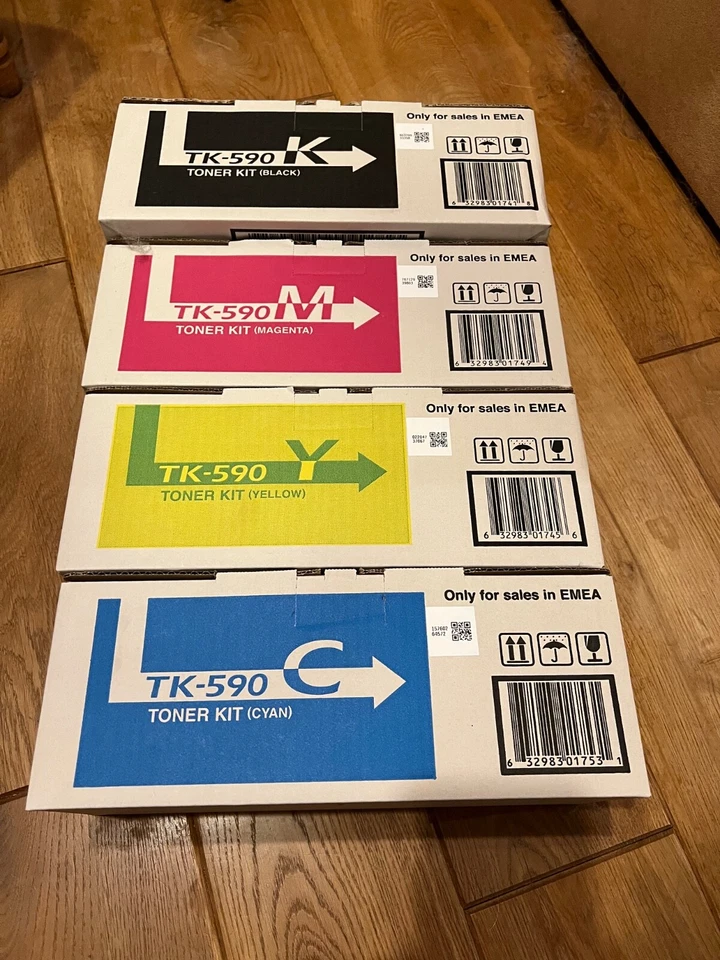 Only for sales in EMEA
TK-590 K
TONER KIT (BLACK)
6 32983 01741 8
Only for sales in EMEA
TK-590 M
TONER KIT (MAGENTA)
6 32983 01749 4
Only for sales in EMEA
TK-590 Y
TONER KIT (YELLOW)
6 32983 01745 6
Only for sales in EMEA
TK-590 C
TONER KIT (CYAN)
6 32983 01753 1